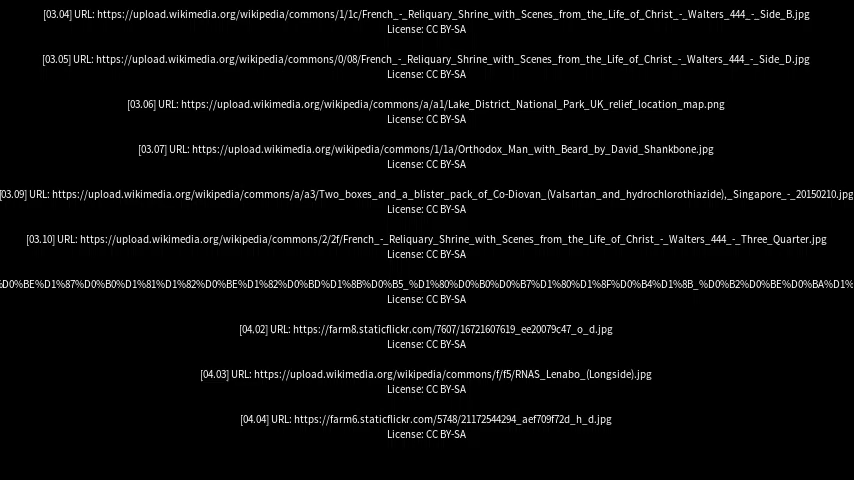 [03.04] URL: https://upload.wikimedia.org/wikipedia/commons/1/1c/French_-_Reliquary_Shrine_with_Scenes_from_the_Life_of_Christ_-_Walters_444_-_Side_B.jpg
License: CC BY-SA
[03.05] URL: https://upload.wikimedia.org/wikipedia/commons/0/08/French_-_Reliquary_Shrine_with_Scenes_from_the_Life_of_Christ_-_Walters_444_-_Side_D.jpg
License: CC BY-SA
[03.06] URL: https://upload.wikimedia.org/wikipedia/commons/a/a1/Lake_District_National_Park_UK_relief_location_map.png
License: CC BY-SA
[03.07] URL: https://upload.wikimedia.org/wikipedia/commons/1/1a/Orthodox_Man_with_Beard_by_David_Shankbone.jpg
License: CC BY-SA
[03.09] URL: https://upload.wikimedia.org/wikipedia/commons/a/a3/Two_boxes_and_a_blister_pack_of_Co-Diovan_(Valsartan_and_hydrochlorothiazide),_Singapore_-_20150210.jpg
License: CC BY-SA
[03.10] URL: https://upload.wikimedia.org/wikipedia/commons/2/2f/French_-_Reliquary_Shrine_with_Scenes_from_the_Life_of_Christ_-_Walters_444_-_Three_Quarter.jpg
License: CC BY-SA
%D0%BE%D1%87%D0%B0%D1%81%D1%82%D0%BE%D1%82%D0%BD%D1%8B%D0%B5_%D1%80%D0%B0%D0%B7%D1%80%D1%8F%D0%B4%D1%8B_%D0%B2%D0%BE%D0%BA%D1%
License: CC BY-SA
[04.02] URL: https://farm8.staticflickr.com/7607/16721607619_ee20079c47_o_d.jpg
License: CC BY-SA
[04.03] URL: https://upload.wikimedia.org/wikipedia/commons/f/f5/RNAS_Lenabo_(Longside).jpg
License: CC BY-SA
[04.04] URL: https://farm6.staticflickr.com/5748/21172544294_aef709f72d_h_d.jpg
License: CC BY-SA